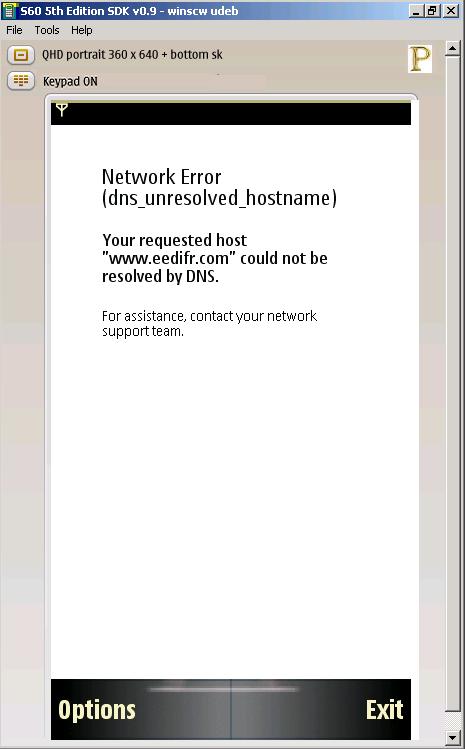 S60 5th Edition SDK v0.9 - winscw udeb
File Tools Help
QHD portrait 360 x 640 + bottom sk
P
Keypad ON
Network Error
(dns_unresolved_hostname)
Your requested host
"www.eedifr.com" could not be
resolved by DNS.
For assistance, contact your network
support team.
Options Exit